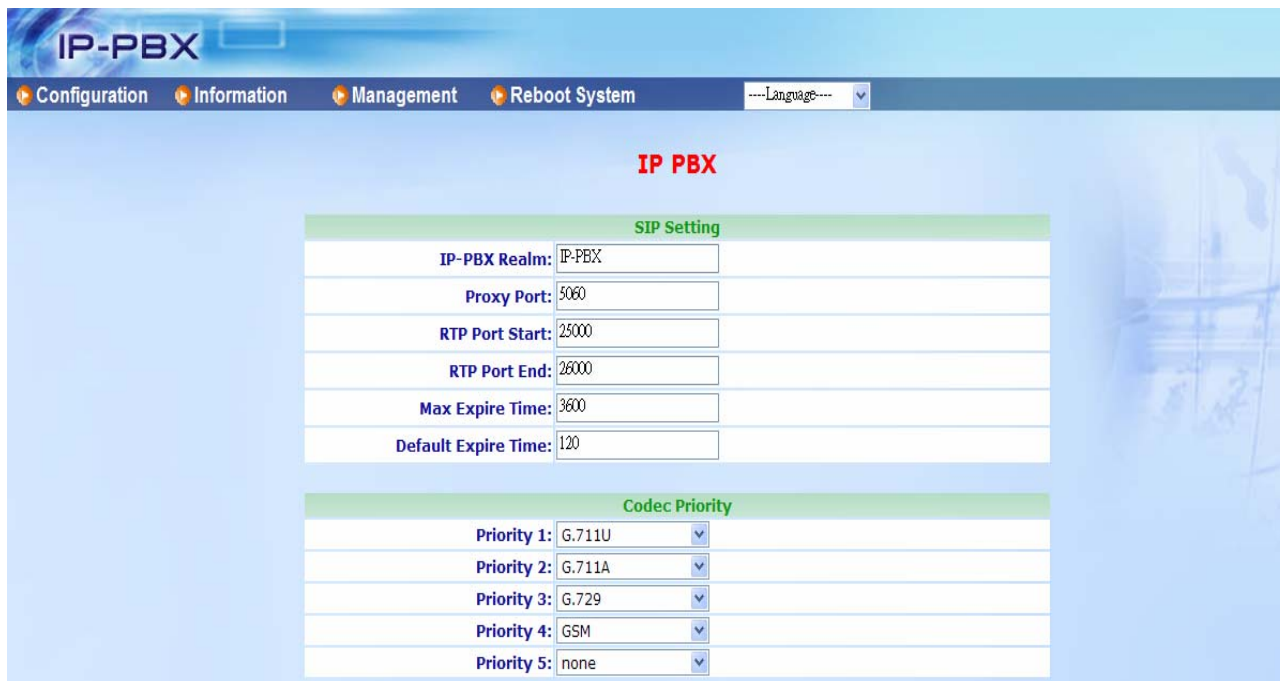 IP-PBX
Configuration Information Management Reboot System ----Language----
IP PBX
SIP Setting
IP-PBX Realm: IP-PBX
Proxy Port: 5060
RTP Port Start: 25000
RTP Port End: 26000
Max Expire Time: 3600
Default Expire Time: 120
Codec Priority
Priority 1: G.711U
Priority 2: G.711A
Priority 3: G.729
Priority 4: GSM
Priority 5: none